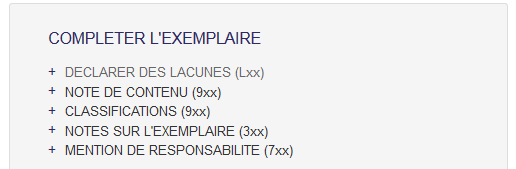 COMPLETER L'EXEMPLAIRE
+ DECLARER DES LACUNES (Lxx)
+ NOTE DE CONTENU (9xx)
+ CLASSIFICATIONS (9xx)
+ NOTES SUR L'EXEMPLAIRE (3xx)
+ MENTION DE RESPONSABILITE (7xx)